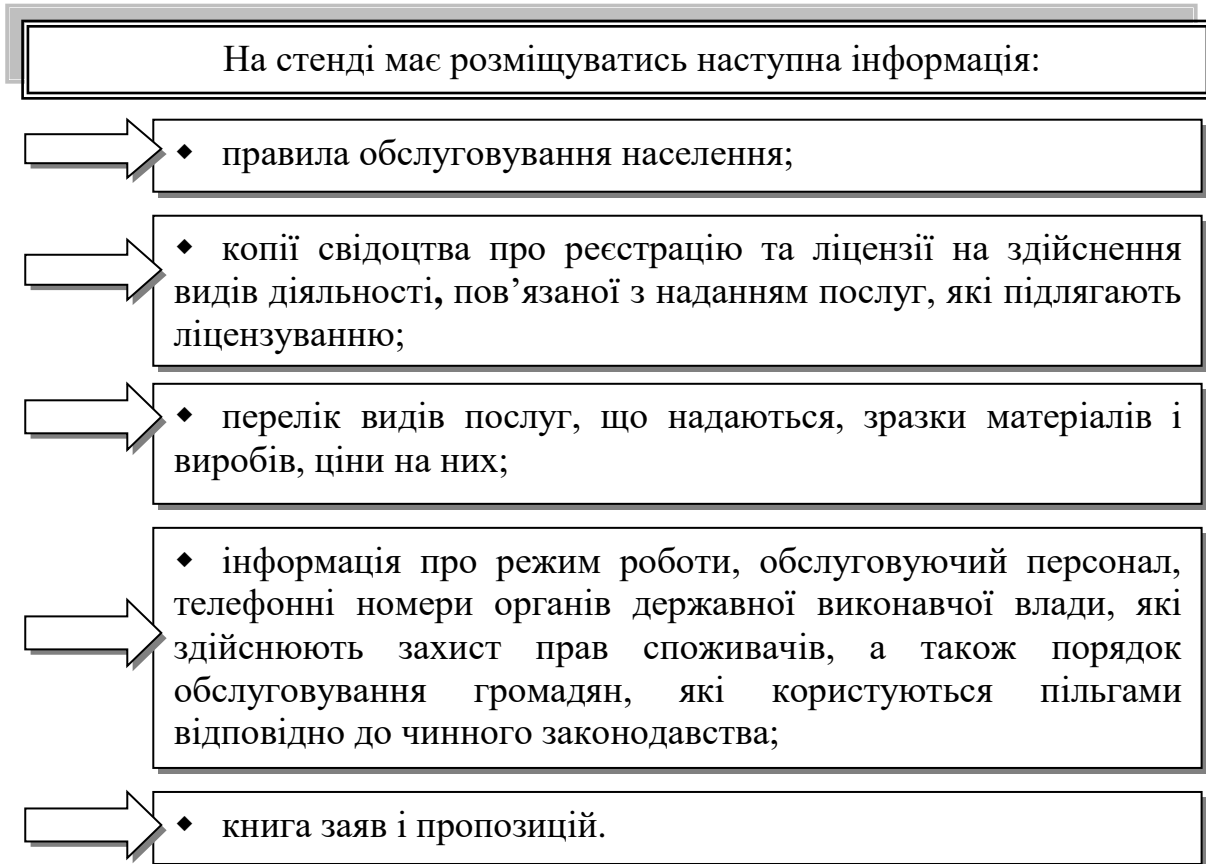 На стенді має розміщуватись наступна інформація:
◆ правила обслуговування населення;
◆ копії свідоцтва про реєстрацію та ліцензії на здійснення
видів діяльності, пов’язаної з наданням послуг, які підлягають
ліцензуванню;
◆ перелік видів послуг, що надаються, зразки матеріалів і
виробів, ціни на них;
◆ інформація про режим роботи, обслуговуючий персонал,
телефонні номери органів державної виконавчої влади, які
здійснюють захист прав споживачів, а також порядок
обслуговування громадян, які користуються пільгами
відповідно до чинного законодавства;
◆ книга заяв і пропозицій.